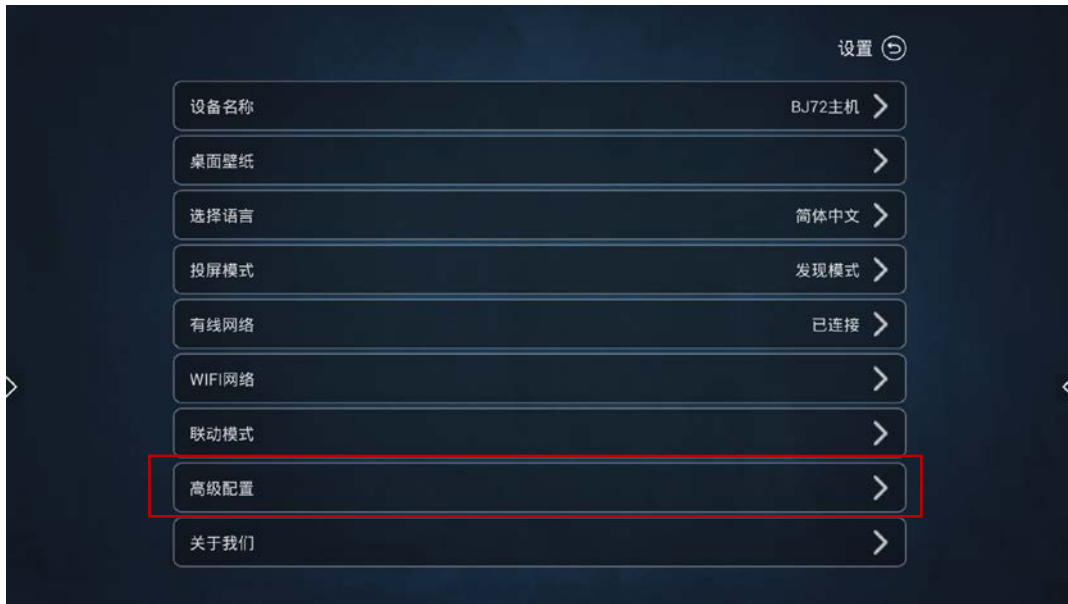 设置
设备名称 BJ72主机
桌面壁纸
选择语言 简体中文
投屏模式 发现模式
有线网络 已连接
WIFI网络
联动模式
高级配置
关于我们